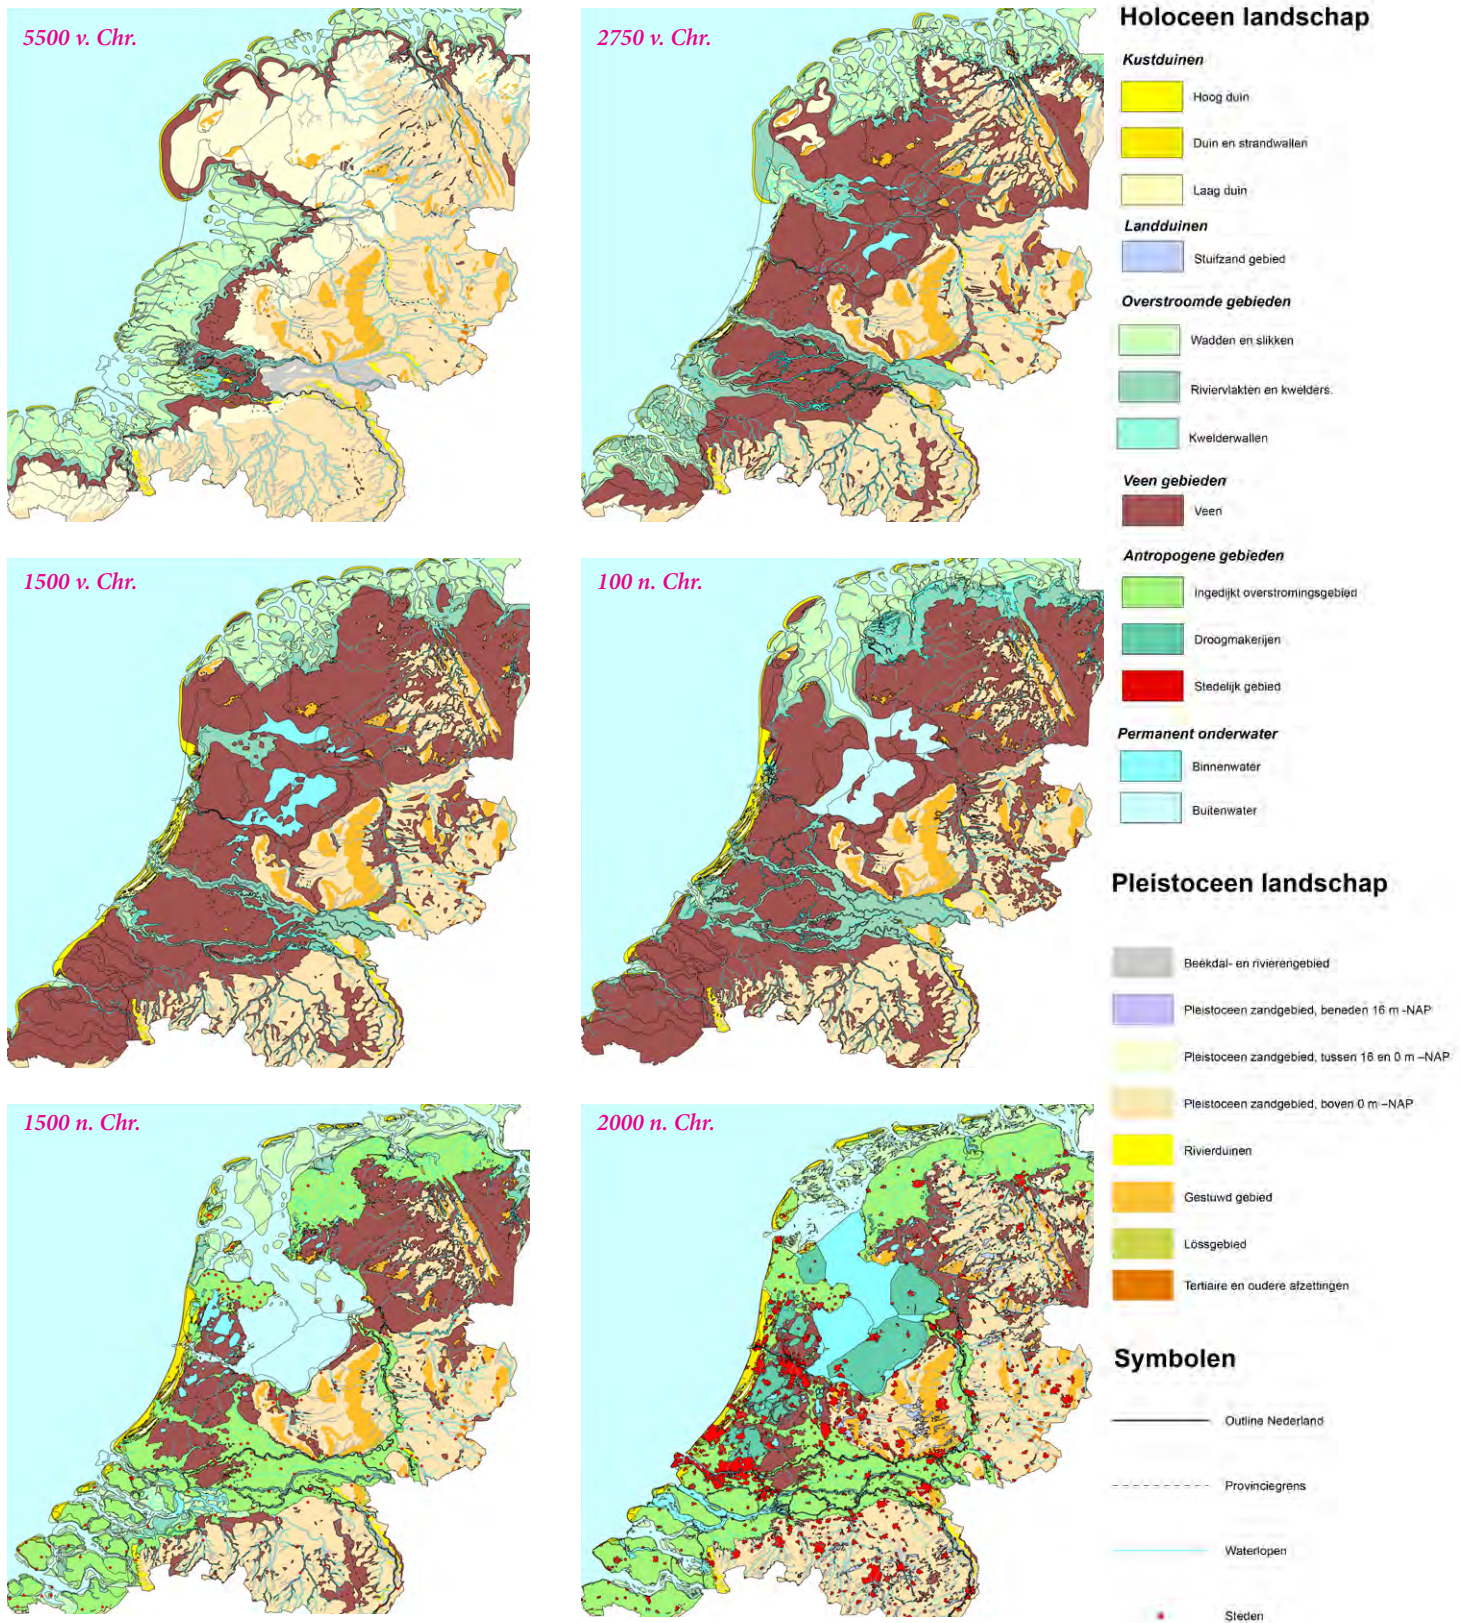 5500 v. Chr.
2750 v. Chr.
1500 v. Chr.
100 n. Chr.
1500 n. Chr.
2000 n. Chr.
Holoceen landschap
Kustduinen
Hoog duin
Duin en strandwallen
Laag duin
Landduinen
Stuifzand gebied
Overstroomde gebieden
Wadden en slikken
Riviervlakten en kwelders.
Kwelderwallen
Veen gebieden
Veen
Antropogene gebieden
Ingedijkt overstromingsgebied
Droogmakerijen
Stedelijk gebied
Permanent onderwater
Binnenwater
Buitenwater
Pleistoceen landschap
Beekdal- en rivierengebied
Pleistoceen zandgebied, beneden 16 m -NAP
Pleistoceen zandgebied, tussen 16 en 0 m –NAP
Pleistoceen zandgebied, boven 0 m –NAP
Rivierduinen
Gestuwd gebied
Lössgebied
Tertiaire en oudere afzettingen
Symbolen
Outline Nederland
Provinciegrens
Waterlopen
Steden